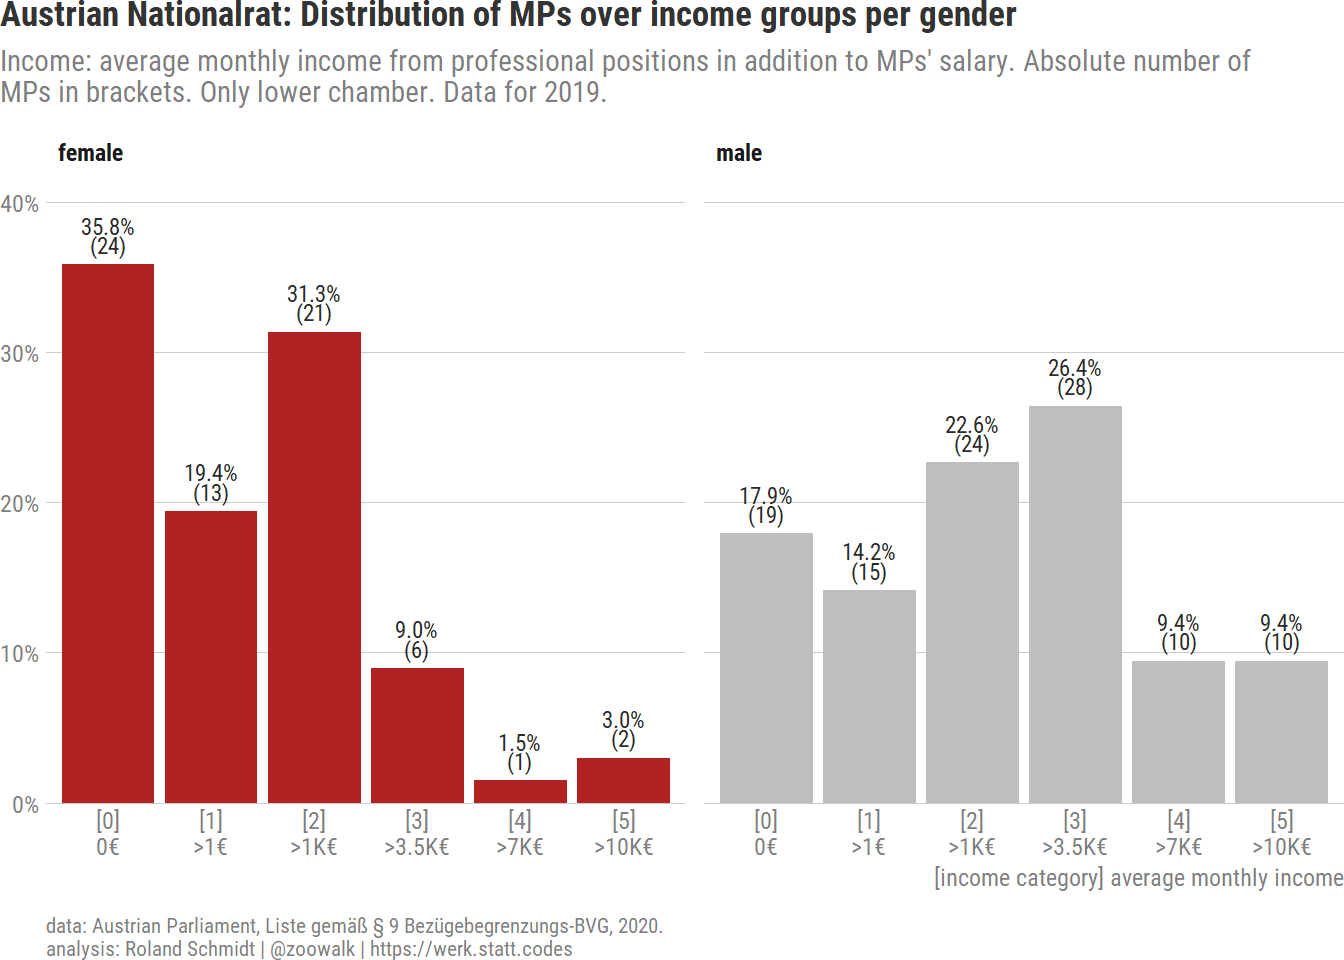 Austrian Nationalrat: Distribution of MPs over income groups per gender
Income: average monthly income from professional positions in addition to MPs' salary. Absolute number of
MPs in brackets. Only lower chamber. Data for 2019.
female
40%
30%
20%
10%
0%
35.8%
(24)
19.4%
(13)
31.3%
(21)
9.0%
(6)
1.5%
(1)
3.0%
(2)
[0]
0€
[1]
>1€
[2]
>1K€
[3]
>3.5K€
[4]
>7K€
[5]
>10K€
male
17.9%
(19)
14.2%
(15)
22.6%
(24)
26.4%
(28)
9.4%
(10)
9.4%
(10)
[0]
0€
[1]
>1€
[2]
>1K€
[3]
>3.5K€
[4]
>7K€
[5]
>10K€
[income category] average monthly income
data: Austrian Parliament, Liste gemäß § 9 Bezügebegrenzungs-BVG, 2020.
analysis: Roland Schmidt | @zoowalk | https://werk.statt.codes